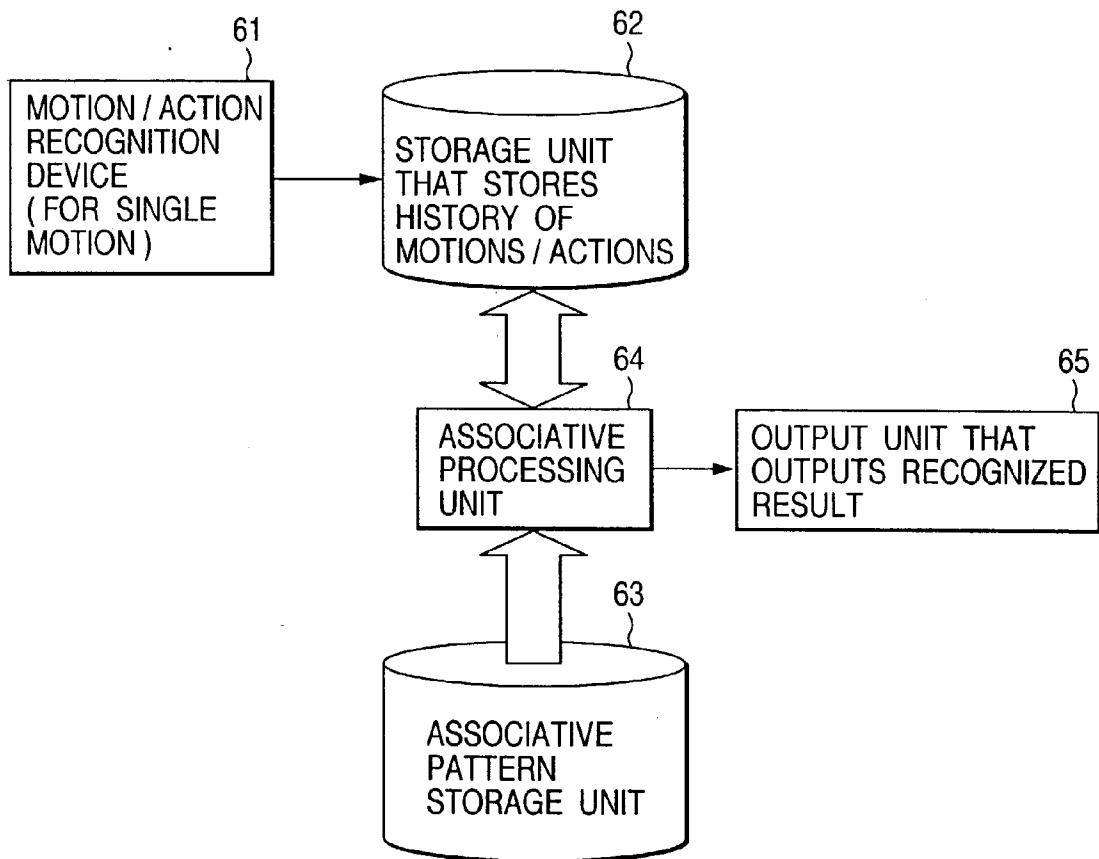 61
MOTION / ACTION
RECOGNITION
DEVICE
( FOR SINGLE
MOTION )
62
STORAGE UNIT
THAT STORES
HISTORY OF
MOTIONS / ACTIONS
64
ASSOCIATIVE
PROCESSING
UNIT
65
OUTPUT UNIT THAT
OUTPUTS RECOGNIZED
RESULT
63
ASSOCIATIVE
PATTERN
STORAGE UNIT